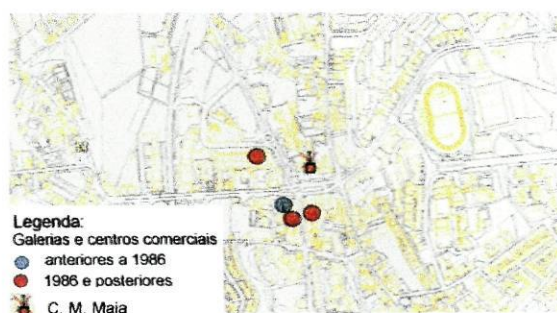 Legenda:
Galerias e centros comerciais
anteriores a 1986
1986 e posteriores
C. M. Maia